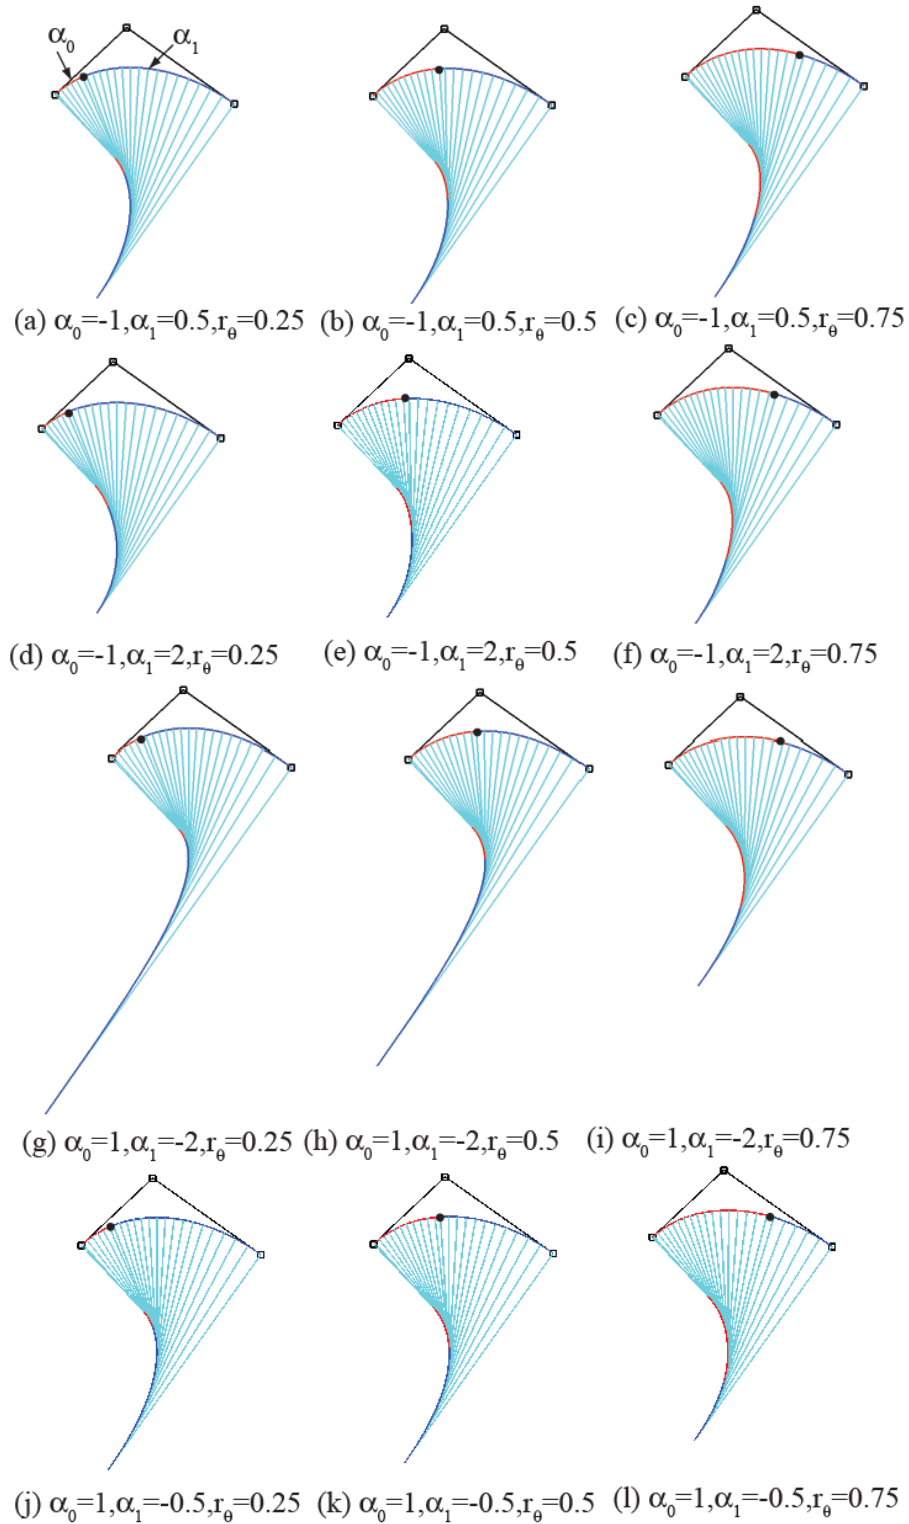 α₀ α₁
(a) α₀=-1,α₁=0.5,rθ=0.25 (b) α₀=-1,α₁=0.5,rθ=0.5 (c) α₀=-1,α₁=0.5,rθ=0.75
(d) α₀=-1,α₁=2,rθ=0.25 (e) α₀=-1,α₁=2,rθ=0.5 (f) α₀=-1,α₁=2,rθ=0.75
(g) α₀=1,α₁=-2,rθ=0.25 (h) α₀=1,α₁=-2,rθ=0.5 (i) α₀=1,α₁=-2,rθ=0.75
(j) α₀=1,α₁=-0.5,rθ=0.25 (k) α₀=1,α₁=-0.5,rθ=0.5 (l) α₀=1,α₁=-0.5,rθ=0.75